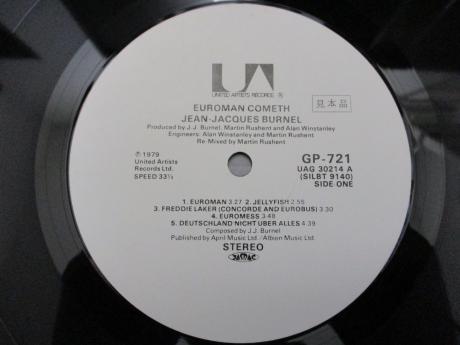 UA
UNITED ARTISTS RECORDS ®
EUROMAN COMETH
見本品
JEAN-JACQUES BURNEL
Produced by J.J. Burnel, Martin Rushent and Alan Winstanley
Engineers: Alan Winstanley and Martin Rushent
Re-Mixed by Martin Rushent
℗ 1979
United Artists
Records Ltd.
SPEED 33⅓
GP-721
UAG 30214 A
(SILBT 9140)
SIDE ONE
1. EUROMAN 3.27 2. JELLYFISH 2.55
3. FREDDIE LAKER (CONCORDE AND EUROBUS) 3.30
4. EUROMESS 3.48
5. DEUTSCHLAND NICHT UBER ALLES 4.39
Composed by J.J. Burnel
Published by April Music Ltd./Albion Music Ltd.
STEREO
JASRAC